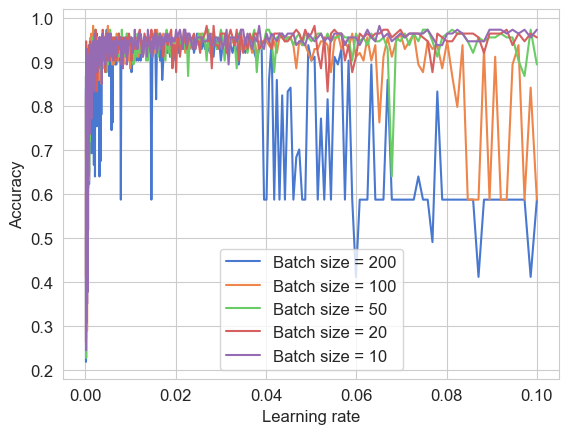 1.0
0.9
0.8
0.7
0.6
0.5
0.4
0.3
0.2
Accuracy
Batch size = 200
Batch size = 100
Batch size = 50
Batch size = 20
Batch size = 10
0.00 0.02 0.04 0.06 0.08 0.10
Learning rate